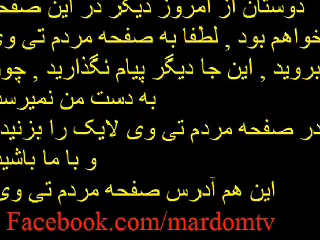 دوستان از امروز دیگر در این صفحه
خواهم بود , لطفا به صفحه مردم تی وی
بروید , این جا دیگر پیام نگذارید , چون
به دست من نمیرسد
در صفحه مردم تی وی لایک را بزنید
و با ما باشید
این هم آدرس صفحه مردم تی وی
Facebook.com/mardomtv